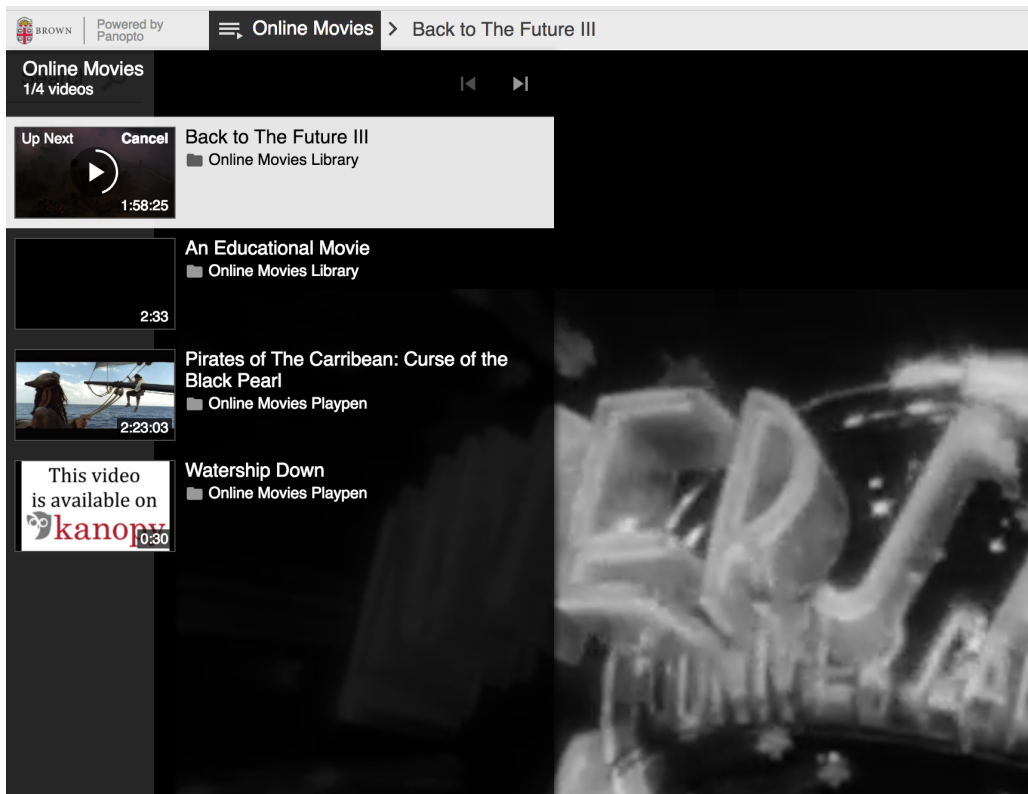 BROWN
Powered by
Panopto
Online Movies
Back to The Future III
Online Movies
1/4 videos
Up Next
Cancel
1:58:25
Back to The Future III
Online Movies Library
2:33
An Educational Movie
Online Movies Library
2:23:03
Pirates of The Carribean: Curse of the
Black Pearl
Online Movies Playpen
This video
is available on
kanopy
0:30
Watership Down
Online Movies Playpen